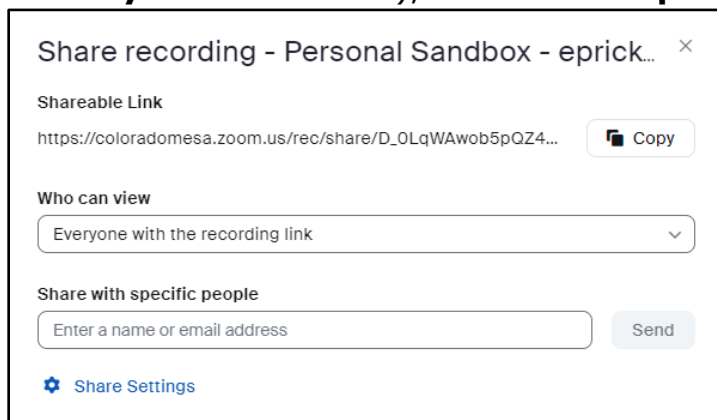 Share recording - Personal Sandbox - eprick...
Shareable Link
https://coloradomesa.zoom.us/rec/share/D_0LqWAwob5pQZ4... Copy
Who can view
Everyone with the recording link
Share with specific people
Enter a name or email address Send
Share Settings